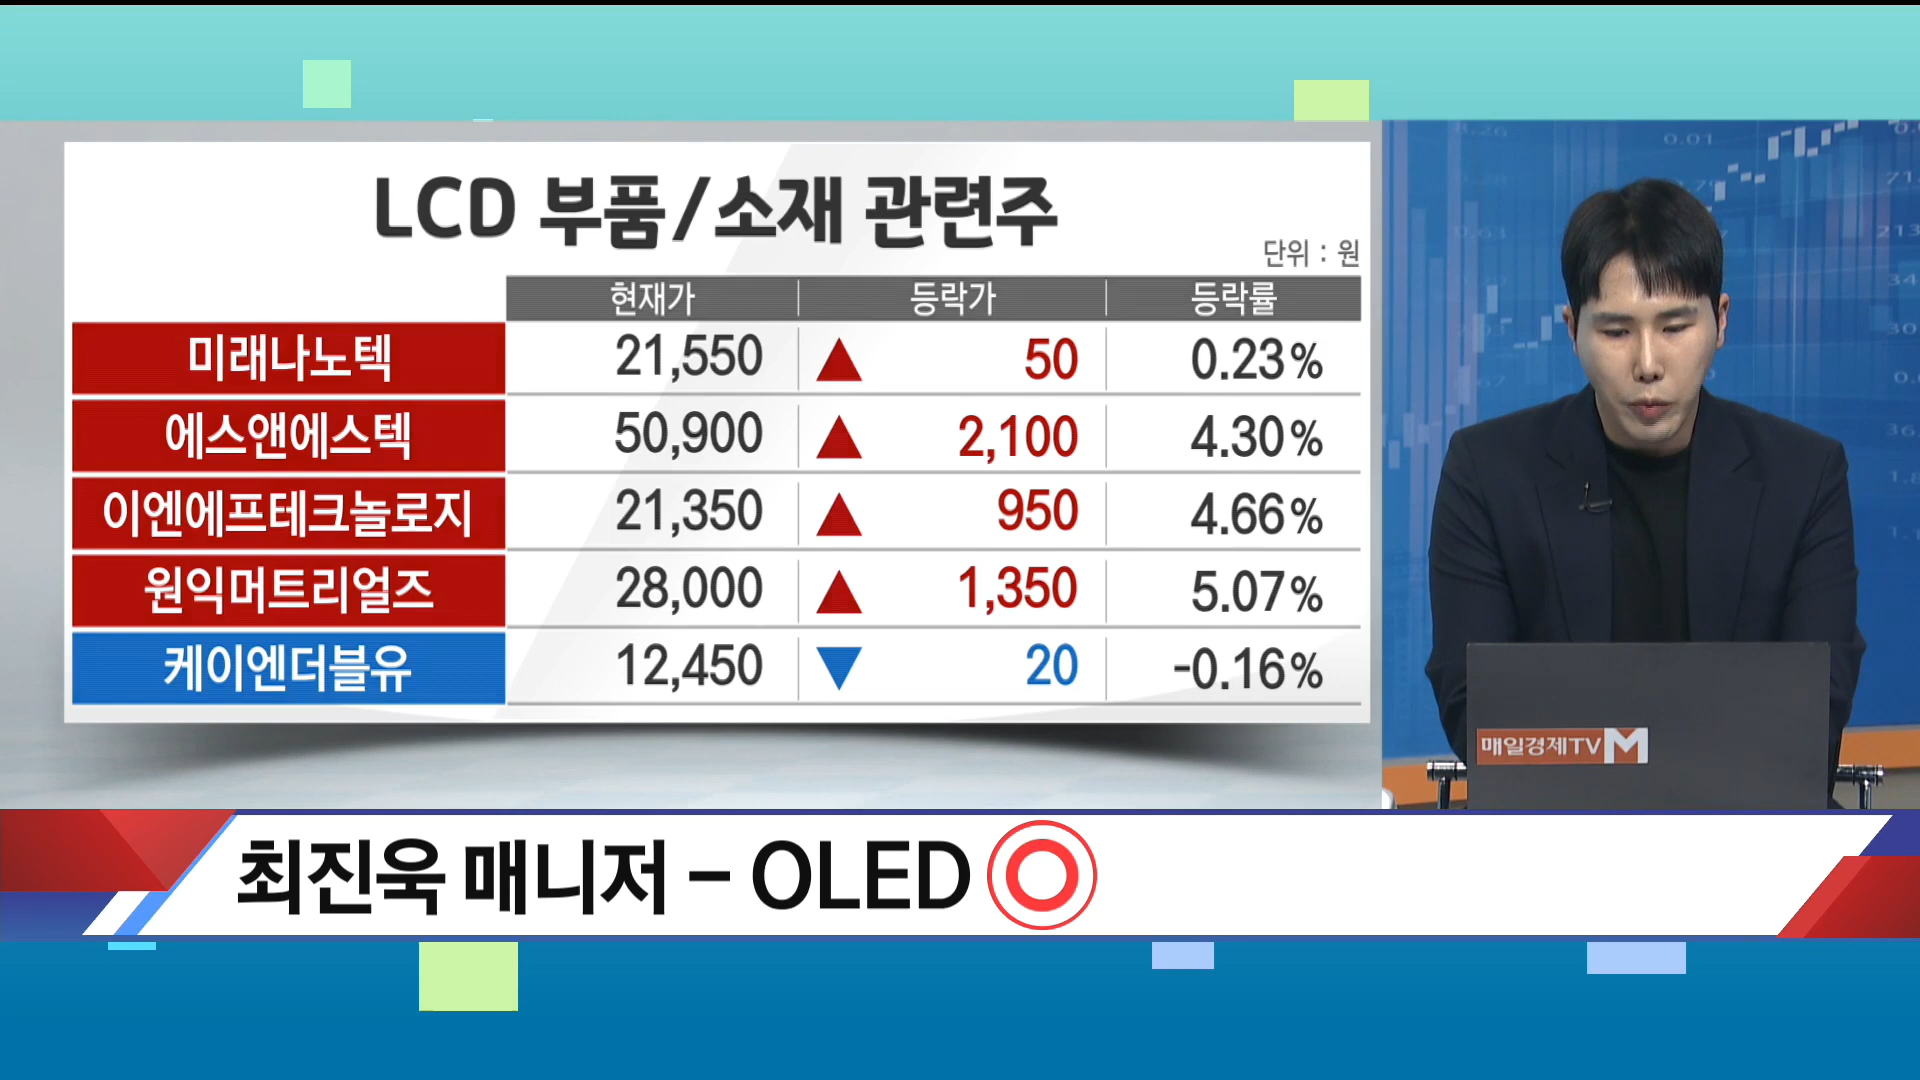 LCD 부품/소재 관련주
단위 : 원
현재가 등락가 등락률
미래나노텍 21,550 ▲ 50 0.23%
에스앤에스텍 50,900 ▲ 2,100 4.30%
이엔에프테크놀로지 21,350 ▲ 950 4.66%
원익머트리얼즈 28,000 ▲ 1,350 5.07%
케이엔더블유 12,450 ▼ 20 -0.16%
매일경제TV M
최진욱 매니저 - OLED